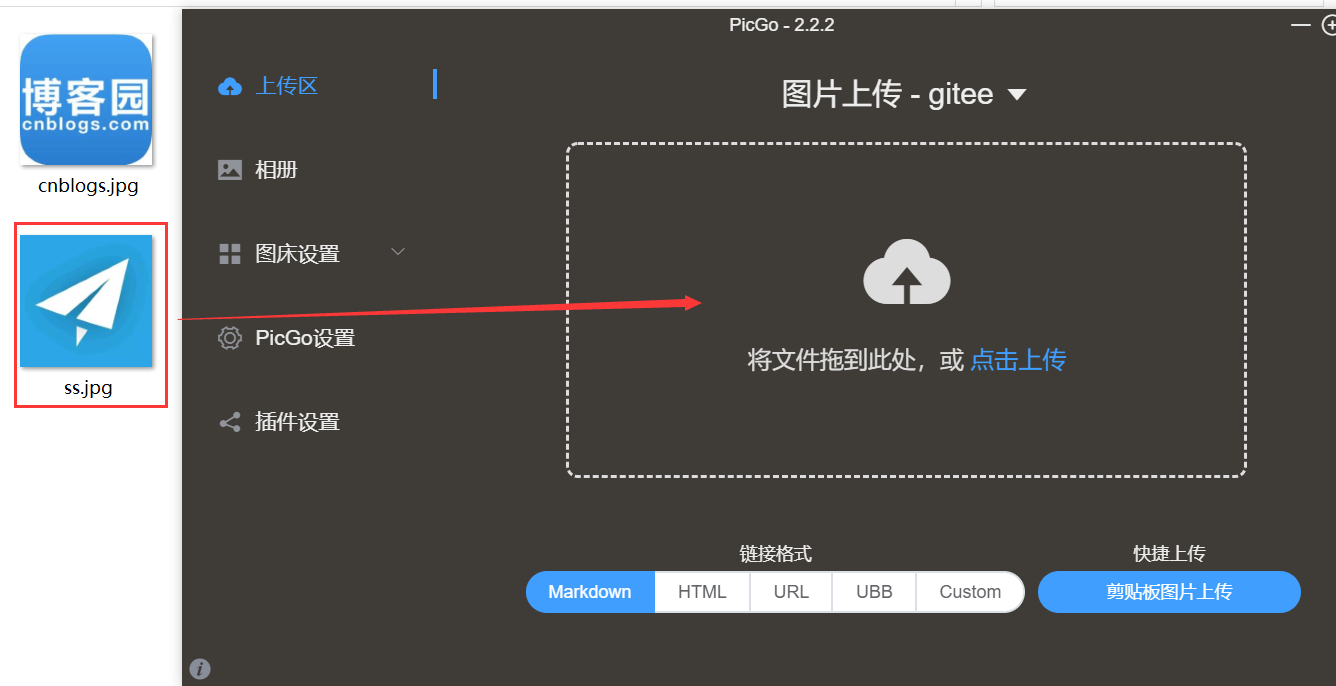 PicGo - 2.2.2
博客园
cnblogs.com
cnblogs.jpg
ss.jpg
上传区
相册
图床设置
PicGo设置
插件设置
图片上传 - gitee
将文件拖到此处，或 点击上传
链接格式
快捷上传
Markdown HTML URL UBB Custom
剪贴板图片上传
i